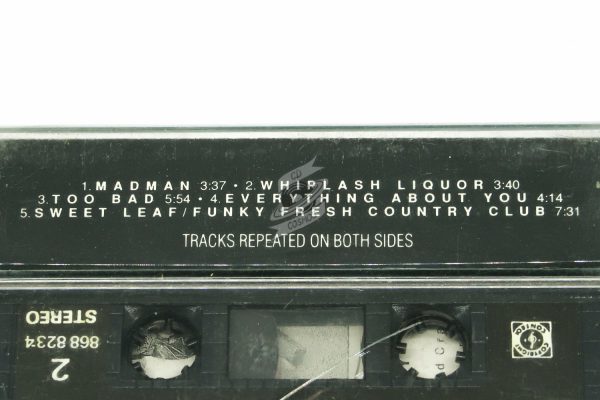 1. MADMAN 3:37 • 2. WHIPLASH LIQUOR 3:40
3. TOO BAD 5:54 • 4. EVERYTHING ABOUT YOU 4:14
5. SWEET LEAF/FUNKY FRESH COUNTRY CLUB 7:31
TRACKS REPEATED ON BOTH SIDES
CD
COSMOS
2
868 823-4
STEREO